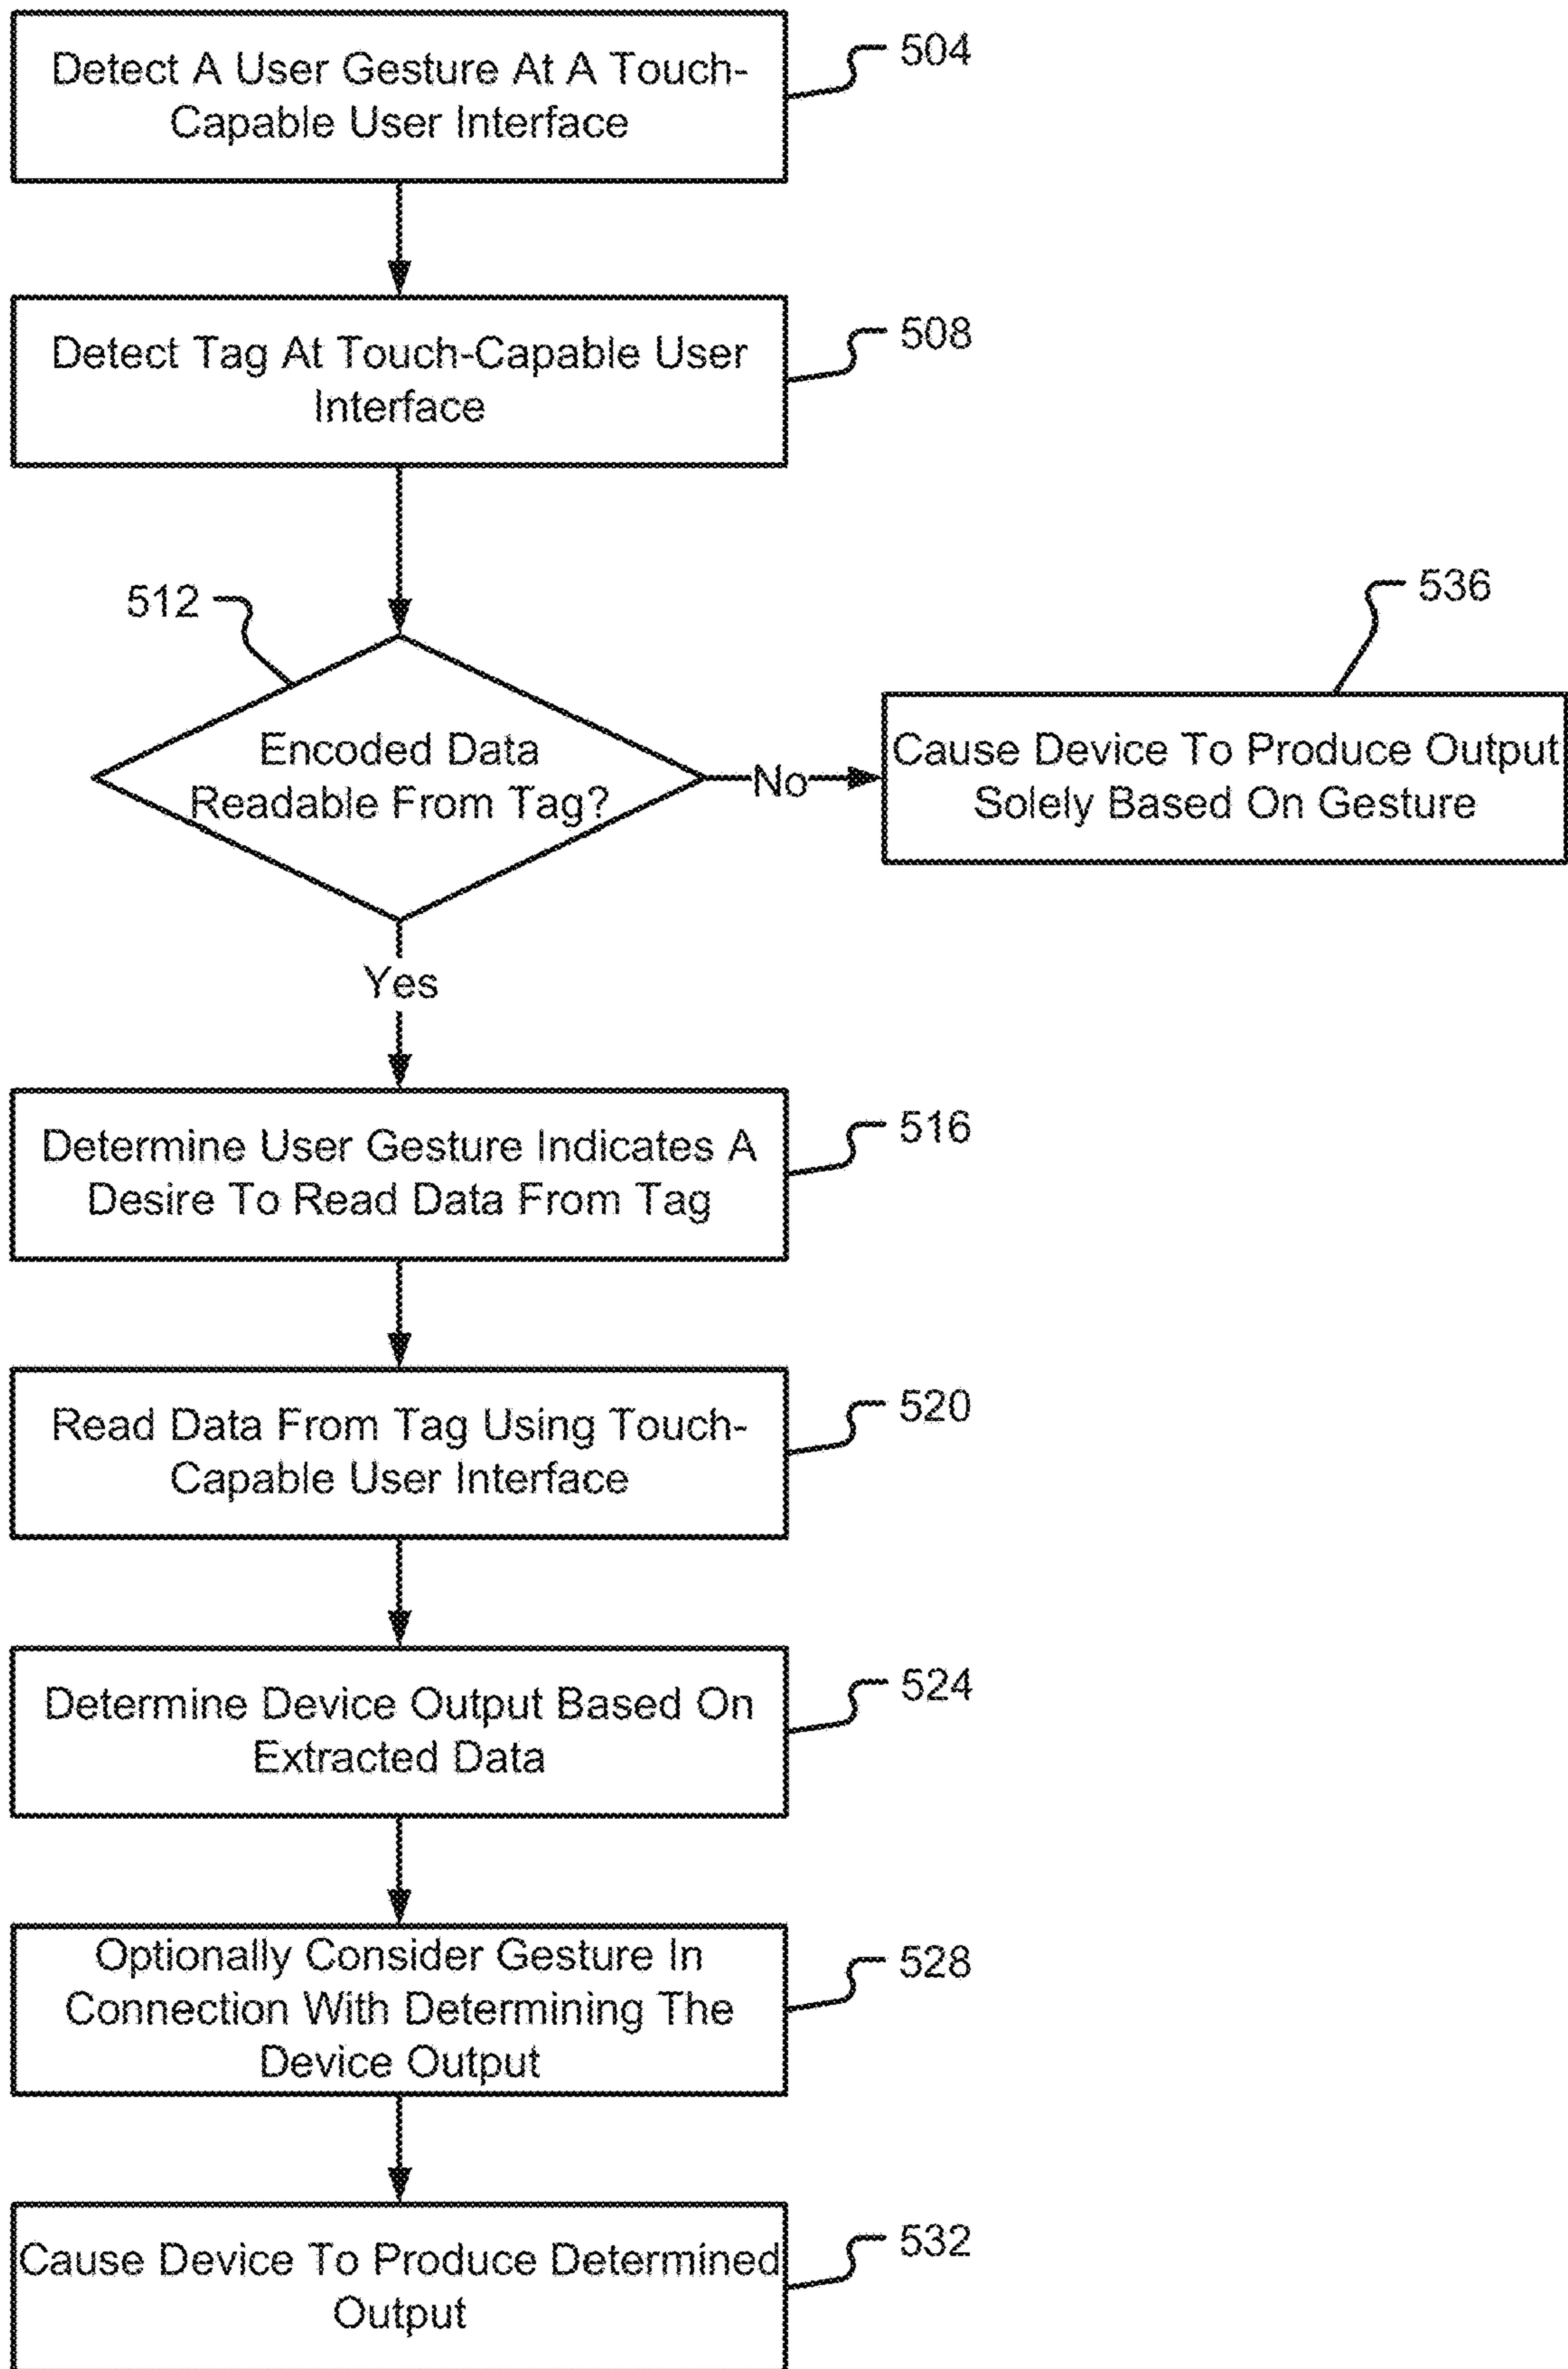 Detect A User Gesture At A Touch-
Capable User Interface
504
Detect Tag At Touch-Capable User
Interface
508
512
Encoded Data
Readable From Tag?
No
536
Cause Device To Produce Output
Solely Based On Gesture
Yes
Determine User Gesture Indicates A
Desire To Read Data From Tag
516
Read Data From Tag Using Touch-
Capable User Interface
520
Determine Device Output Based On
Extracted Data
524
Optionally Consider Gesture In
Connection With Determining The
Device Output
528
Cause Device To Produce Determined
Output
532